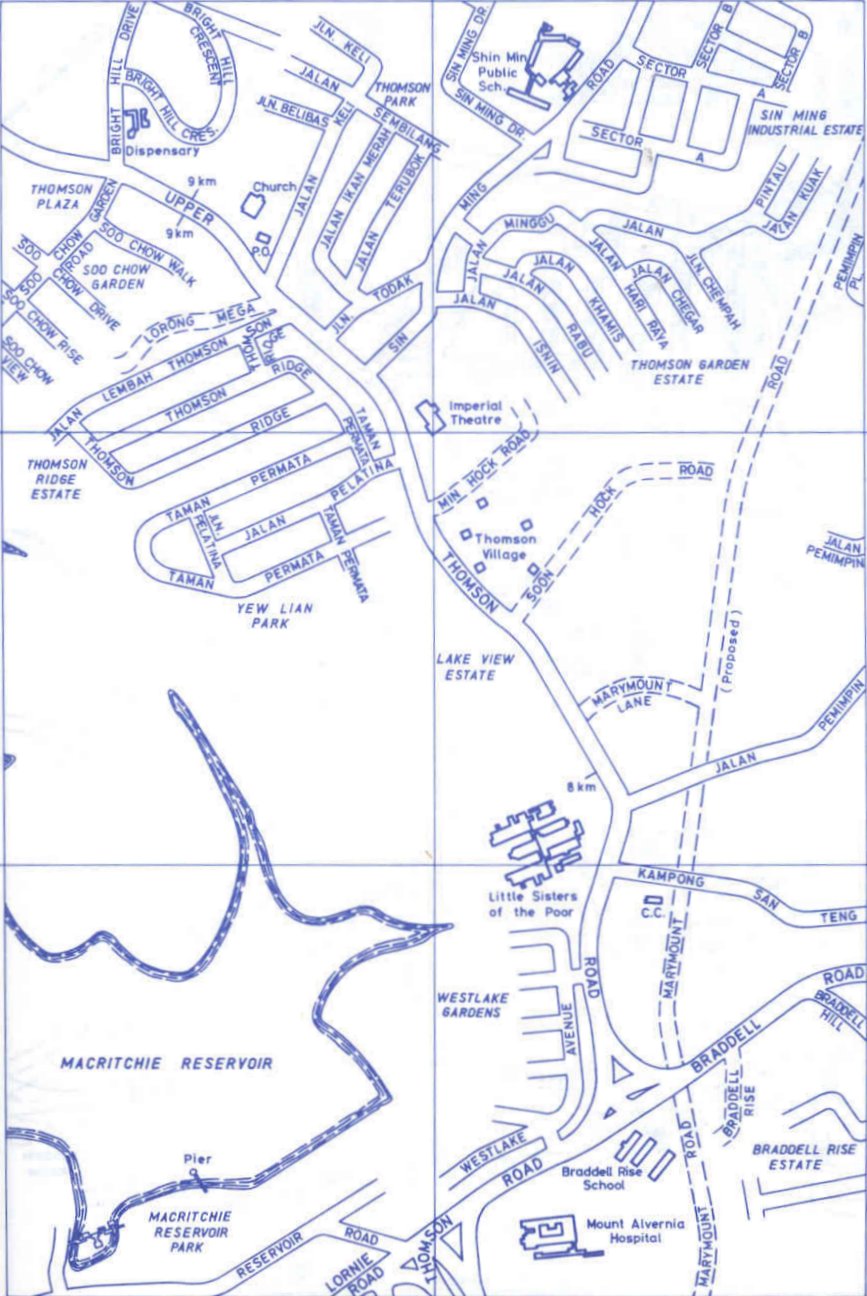 BRIGHT HILL DRIVE
BRIGHT HILL CRESCENT
BRIGHT HILL CRES.
Dispensary
JLN. KELI
JALAN KELI
JLN. BELIBAS
THOMSON
PARK
SEMBILANG
SIN MING DR.
SIN MING DR.
Shin Min
Public
Sch.
ROAD
SECTOR
SECTOR B
SECTOR B
A
SECTOR
A
SIN MING
INDUSTRIAL ESTATE
THOMSON
PLAZA
GARDEN
9 km
UPPER
9 km
Church
P.O.
JALAN
JALAN IKAN MERAH
JALAN TERUBOK
MING
MINGGU
JALAN
PINTAU
JALAN KUAK
SOO CHOW
ROAD
SOO CHOW WALK
SOO CHOW
GARDEN
SOO CHOW DRIVE
SOO CHOW RISE
SOO CHOW
VIEW
LORONG MEGA
JLN. TODAK
SIN
JALAN
JALAN
JALAN
JALAN
JALAN
ISNIN
RABU
KHAMIS
HARI RAYA
JALAN CHEGAR
JLN. CHEMPAH
THOMSON GARDEN
ESTATE
PEMIMPIN
PL
ROAD
JALAN LEMBAH THOMSON
THOMSON RIDGE
THOMSON RIDGE
THOMSON RIDGE
THOMSON
RIDGE
ESTATE
Imperial
Theatre
TAMAN PERMATA
TAMAN PERMATA
JALAN PELATINA
JLN. PELATINA
TAMAN PERMATA
TAMAN PERMATA
YEW LIAN
PARK
MIN HOCK ROAD
SOON HOCK ROAD
Thomson
Village
THOMSON
JALAN
PEMIMPIN
LAKE VIEW
ESTATE
(Proposed)
MARYMOUNT
LANE
JALAN PEMIMPIN
8 km
Little Sisters
of the Poor
KAMPONG SAN TENG
C.C.
MARYMOUNT
ROAD
WESTLAKE
GARDENS
AVENUE
BRADDELL ROAD
BRADDELL
HILL
MACRITCHIE RESERVOIR
BRADDELL
RISE
BRADDELL RISE
ESTATE
Pier
WESTLAKE
ROAD
Braddell Rise
School
ROAD
MACRITCHIE
RESERVOIR
PARK
RESERVOIR ROAD
LORNIE
ROAD
THOMSON
Mount Alvernia
Hospital
MARYMOUNT